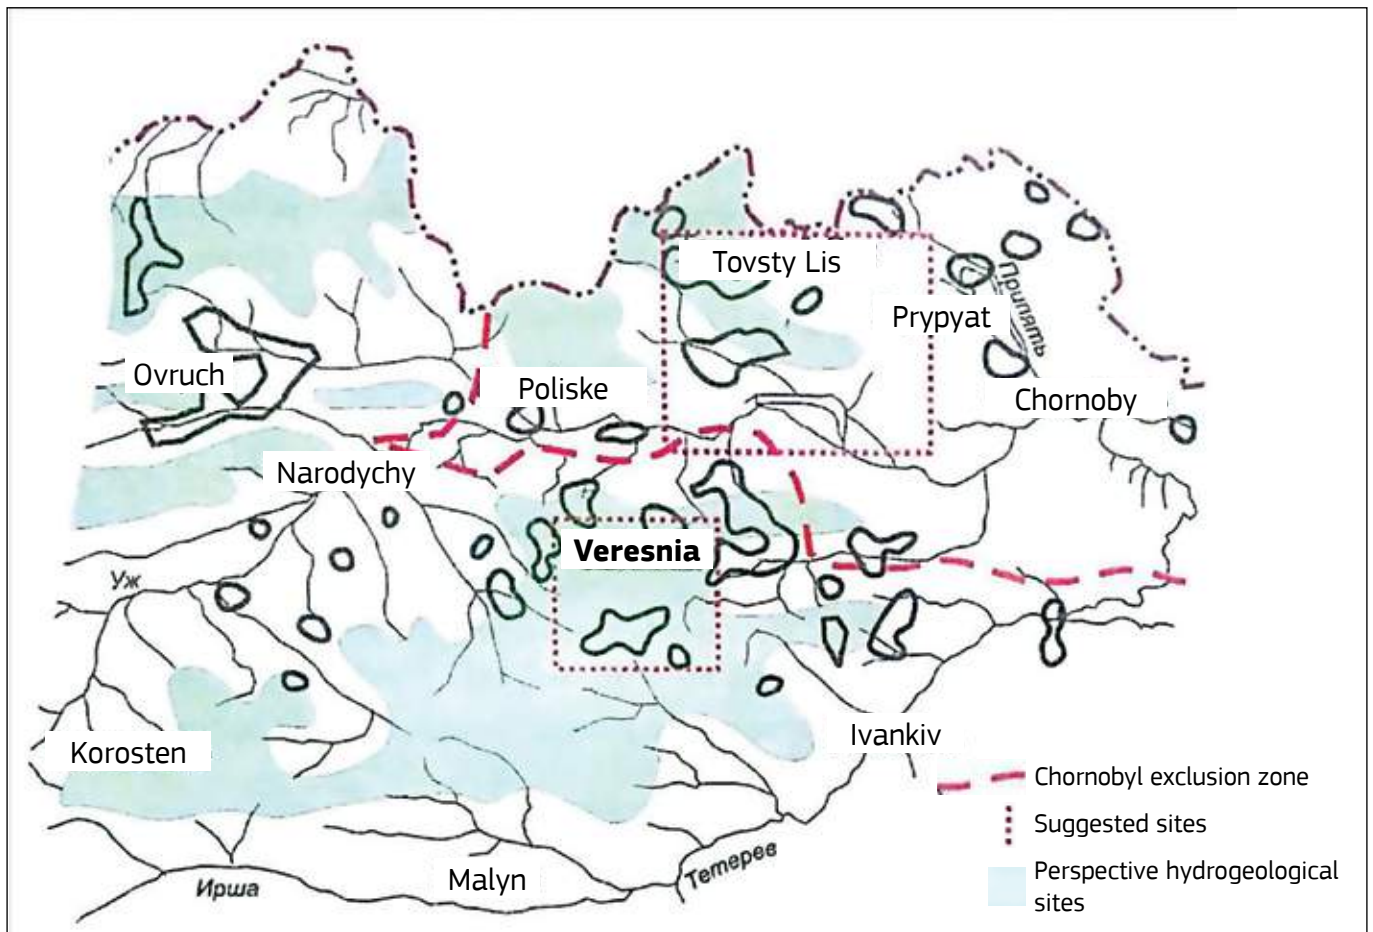 Tovsty Lis
Припять
Prypyat
Ovruch
Poliske
Chornoby
Narodychy
Veresnia
Уж
Korosten
Ivankiv
Chornobyl exclusion zone
Suggested sites
Perspective hydrogeological
sites
Malyn
Тетерев
Ирша